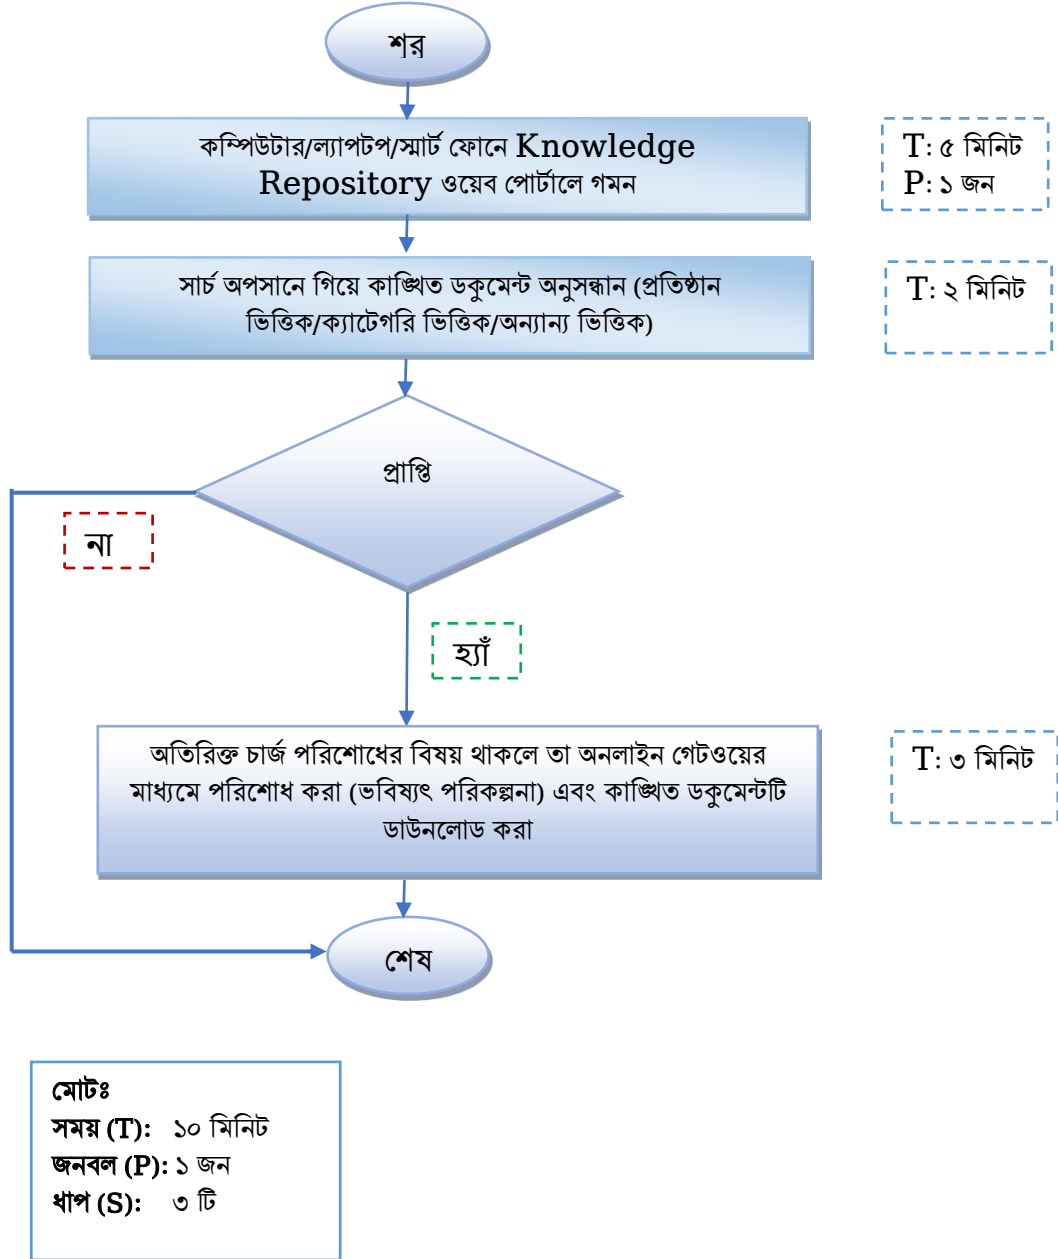 শুর
কম্পিউটার/ল্যাপটপ/স্মার্ট ফোনে Knowledge
Repository ওয়েব পোর্টালে গমন
T: ৫ মিনিট
P: ১ জন
সার্চ অপসানে গিয়ে কাঙ্খিত ডকুমেন্ট অনুসন্ধান (প্রতিষ্ঠান
ভিত্তিক/ক্যাটেগরি ভিত্তিক/অন্যান্য ভিত্তিক)
T: ২ মিনিট
প্রাপ্তি
না
হ্যাঁ
অতিরিক্ত চার্জ পরিশোধের বিষয় থাকলে তা অনলাইন গেটওয়ের
মাধ্যমে পরিশোধ করা (ভবিষ্যৎ পরিকল্পনা) এবং কাঙ্খিত ডকুমেন্টটি
ডাউনলোড করা
T: ৩ মিনিট
শেষ
মোটঃ
সময় (T): ১০ মিনিট
জনবল (P): ১ জন
ধাপ (S): ৩ টি